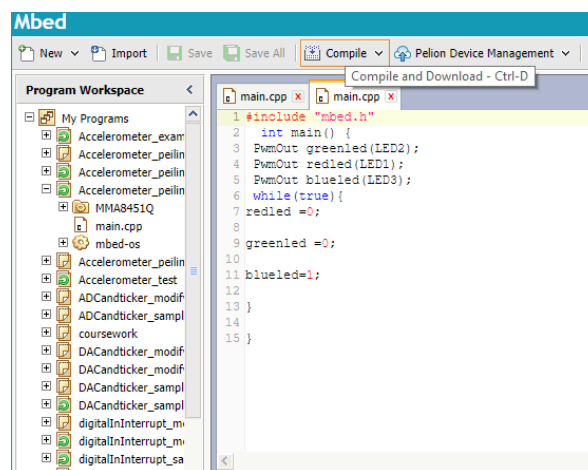 Mbed
New Import Save Save All Compile Pelion Device Management
Compile and Download - Ctrl-D
Program Workspace <
My Programs
Accelerometer_exam
Accelerometer_peilin
Accelerometer_peilin
Accelerometer_peilin
MMA8451Q
main.cpp
mbed-os
Accelerometer_peilin
Accelerometer_test
ADCandticker_modif
ADCandticker_sampl
coursework
DACandticker_modif
DACandticker_modif
DACandticker_sampl
DACandticker_sampl
digitalInInterrupt_m
digitalInInterrupt_m
digitalInInterrupt_sa
main.cpp x main.cpp x
1 #include "mbed.h"
2 int main() {
3 PwmOut greenled(LED2);
4 PwmOut redled(LED1);
5 PwmOut blueled(LED3);
6 while(true){
7 redled =0;
8
9 greenled =0;
10
11 blueled=1;
12
13 }
14
15 }